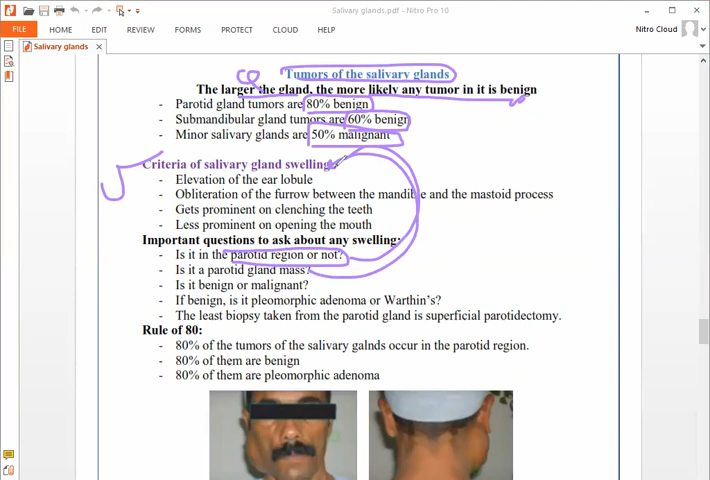 Salivary glands.pdf - Nitro Pro 10
FILE HOME EDIT REVIEW FORMS PROTECT CLOUD HELP Nitro Cloud
Salivary glands
Tumors of the salivary glands
The larger the gland, the more likely any tumor in it is benign
- Parotid gland tumors are 80% benign
- Submandibular gland tumors are 60% benign
- Minor salivary glands are 50% malignant
Criteria of salivary gland swelling
- Elevation of the ear lobule
- Obliteration of the furrow between the mandible and the mastoid process
- Gets prominent on clenching the teeth
- Less prominent on opening the mouth
Important questions to ask about any swelling:
- Is it in the parotid region or not?
- Is it a parotid gland mass?
- Is it benign or malignant?
- If benign, is it pleomorphic adenoma or Warthin's?
- The least biopsy taken from the parotid gland is superficial parotidectomy.
Rule of 80:
- 80% of the tumors of the salivary galnds occur in the parotid region.
- 80% of them are benign
- 80% of them are pleomorphic adenoma